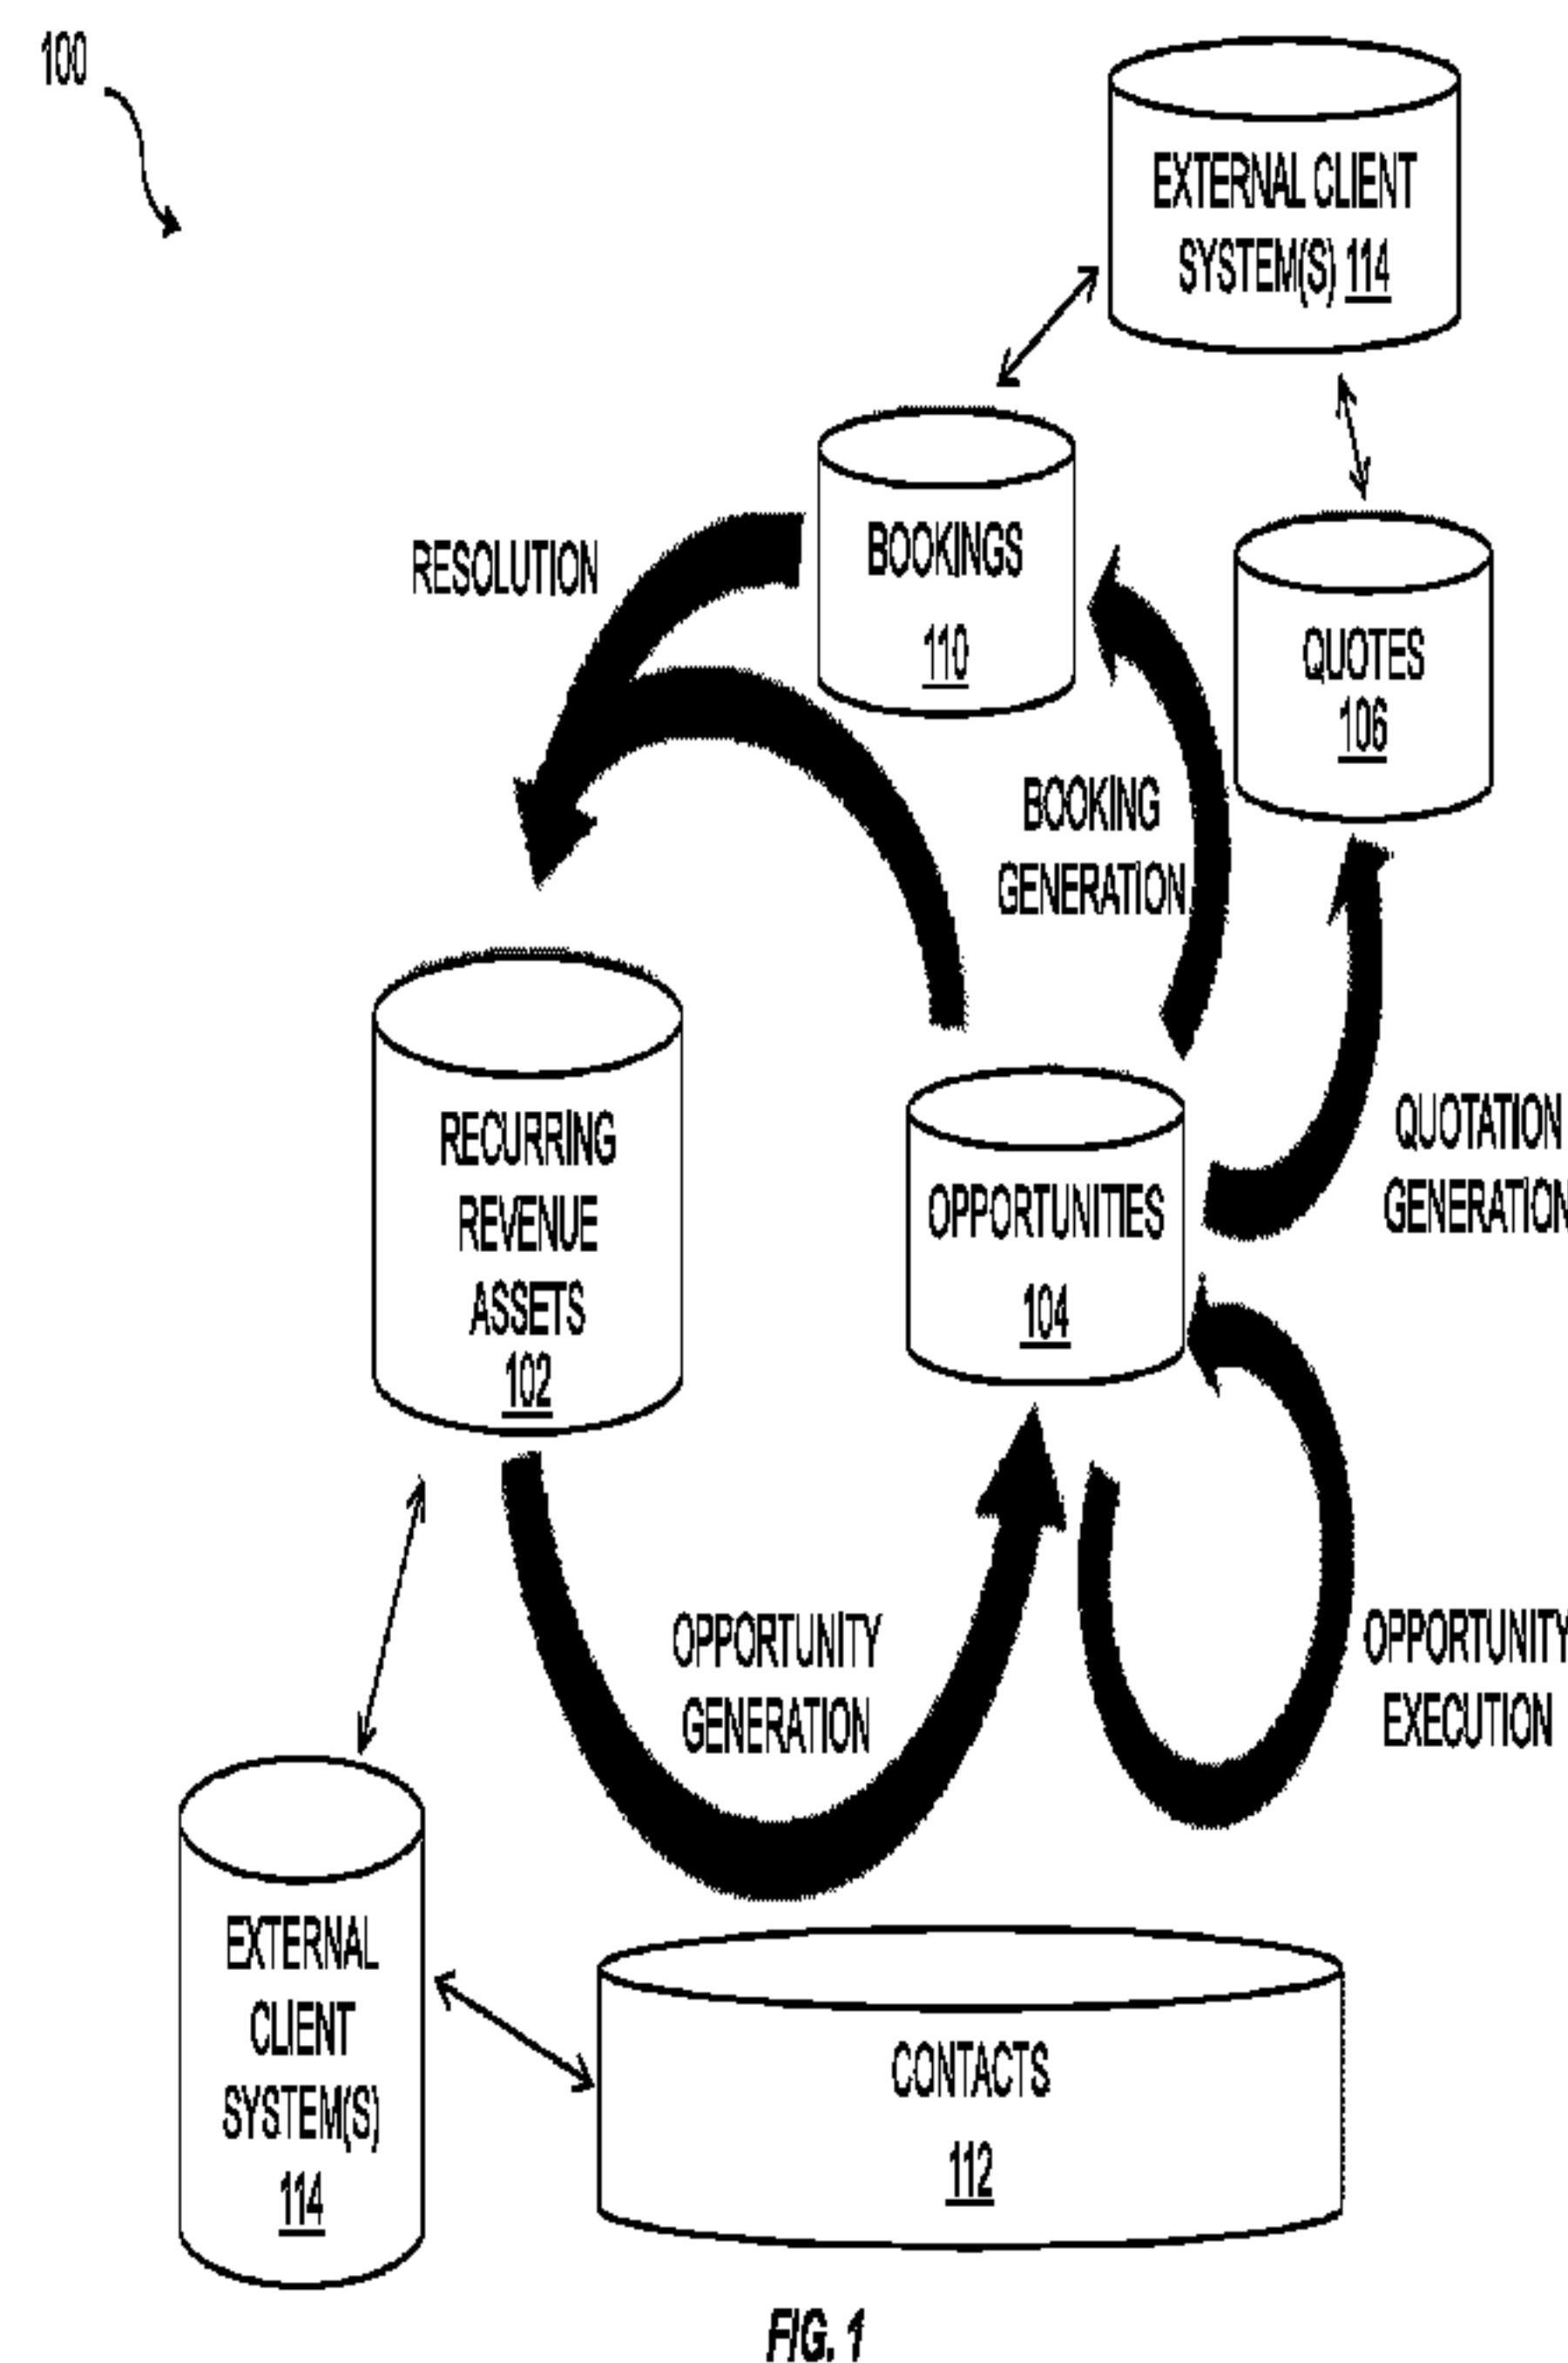 100
EXTERNAL CLIENT
SYSTEM(S) 114
RESOLUTION
BOOKINGS
110
QUOTES
106
BOOKING
GENERATION
RECURRING
REVENUE
ASSETS
102
OPPORTUNITIES
104
QUOTATION
GENERATION
OPPORTUNITY
GENERATION
OPPORTUNITY
EXECUTION
EXTERNAL
CLIENT
SYSTEM(S)
114
CONTACTS
112
FIG. 1